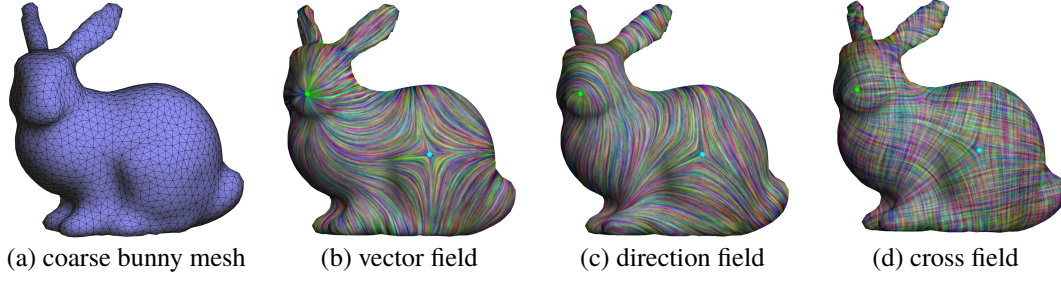 (a) coarse bunny mesh (b) vector field (c) direction field (d) cross field